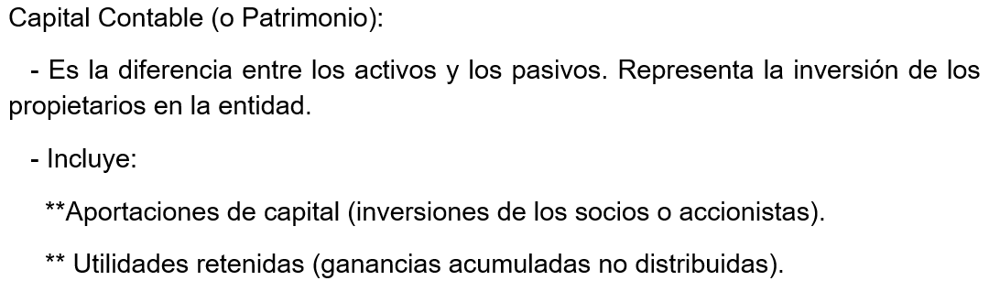 Capital Contable (o Patrimonio):
- Es la diferencia entre los activos y los pasivos. Representa la inversión de los
propietarios en la entidad.
- Incluye:
**Aportaciones de capital (inversiones de los socios o accionistas).
** Utilidades retenidas (ganancias acumuladas no distribuidas).